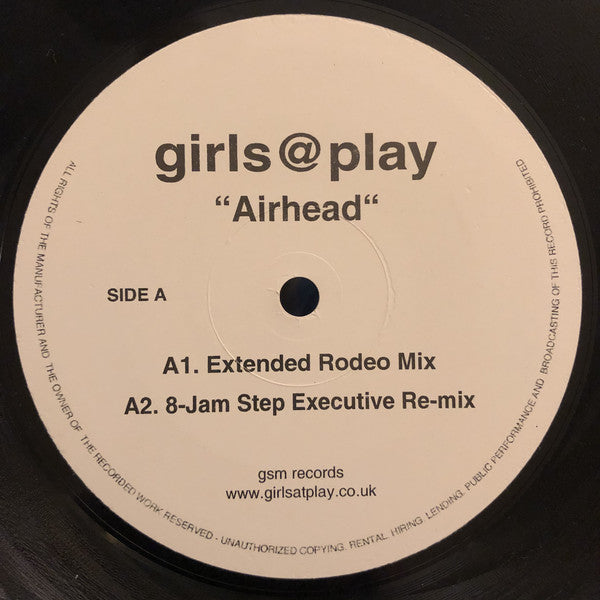 girls@play
“Airhead“
SIDE A
A1. Extended Rodeo Mix
A2. 8-Jam Step Executive Re-mix
gsm records
www.girlsatplay.co.uk
ALL RIGHTS OF THE MANUFACTURER AND THE OWNER OF THE RECORDED WORK RESERVED - UNAUTHORIZED COPYING. RENTAL. HIRING. LENDING. PUBLIC PERFORMANCE AND BROADCASTING OF THIS RECORD PROHIBITED